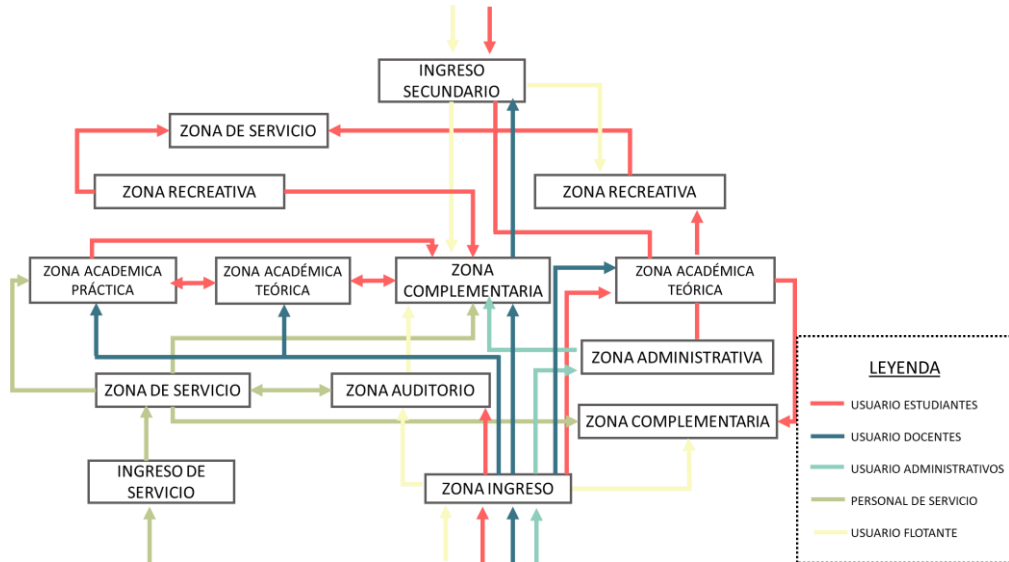 INGRESO
SECUNDARIO
ZONA DE SERVICIO
ZONA RECREATIVA
ZONA RECREATIVA
ZONA ACADEMICA
PRÁCTICA
ZONA ACADÉMICA
TEÓRICA
ZONA
COMPLEMENTARIA
ZONA ACADÉMICA
TEÓRICA
ZONA ADMINISTRATIVA
ZONA DE SERVICIO
ZONA AUDITORIO
ZONA COMPLEMENTARIA
INGRESO DE
SERVICIO
ZONA INGRESO
LEYENDA
USUARIO ESTUDIANTES
USUARIO DOCENTES
USUARIO ADMINISTRATIVOS
PERSONAL DE SERVICIO
USUARIO FLOTANTE